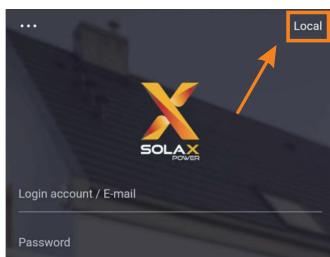 ...
Local
SOLAX
POWER
Login account / E-mail
Password